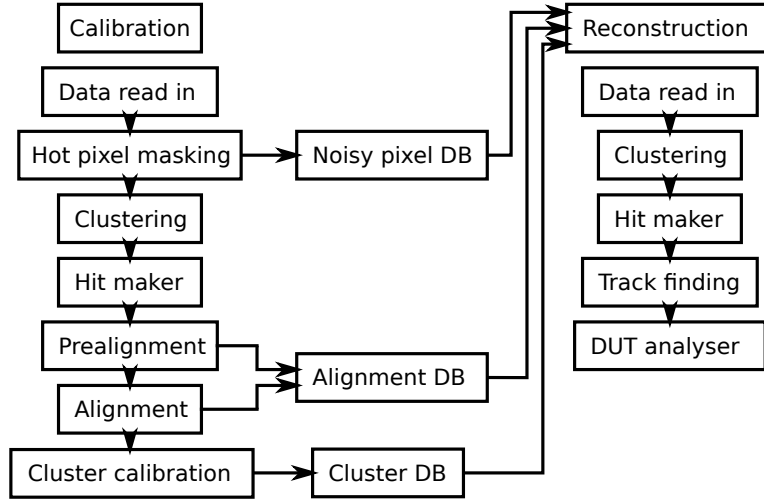 Calibration
Reconstruction
Data read in
Data read in
Hot pixel masking
Noisy pixel DB
Clustering
Clustering
Hit maker
Hit maker
Track finding
Prealignment
DUT analyser
Alignment DB
Alignment
Cluster calibration
Cluster DB